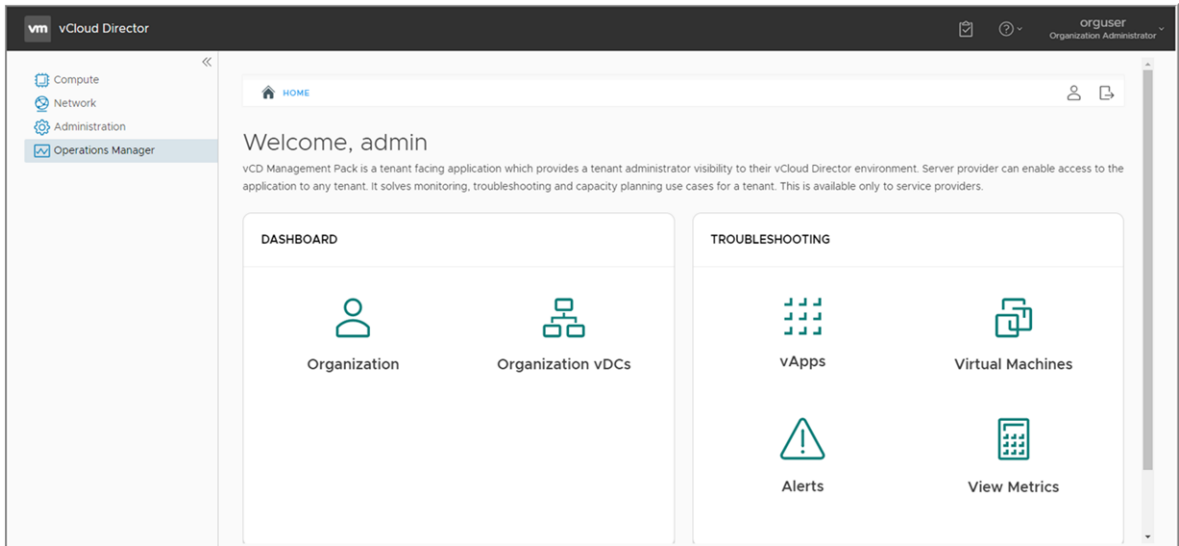 vm vCloud Director
orguser
Organization Administrator
Compute
Network
Administration
Operations Manager
HOME
Welcome, admin
vCD Management Pack is a tenant facing application which provides a tenant administrator visibility to their vCloud Director environment. Server provider can enable access to the
application to any tenant. It solves monitoring, troubleshooting and capacity planning use cases for a tenant. This is available only to service providers.
DASHBOARD
TROUBLESHOOTING
Organization
Organization vDCs
vApps
Virtual Machines
Alerts
View Metrics